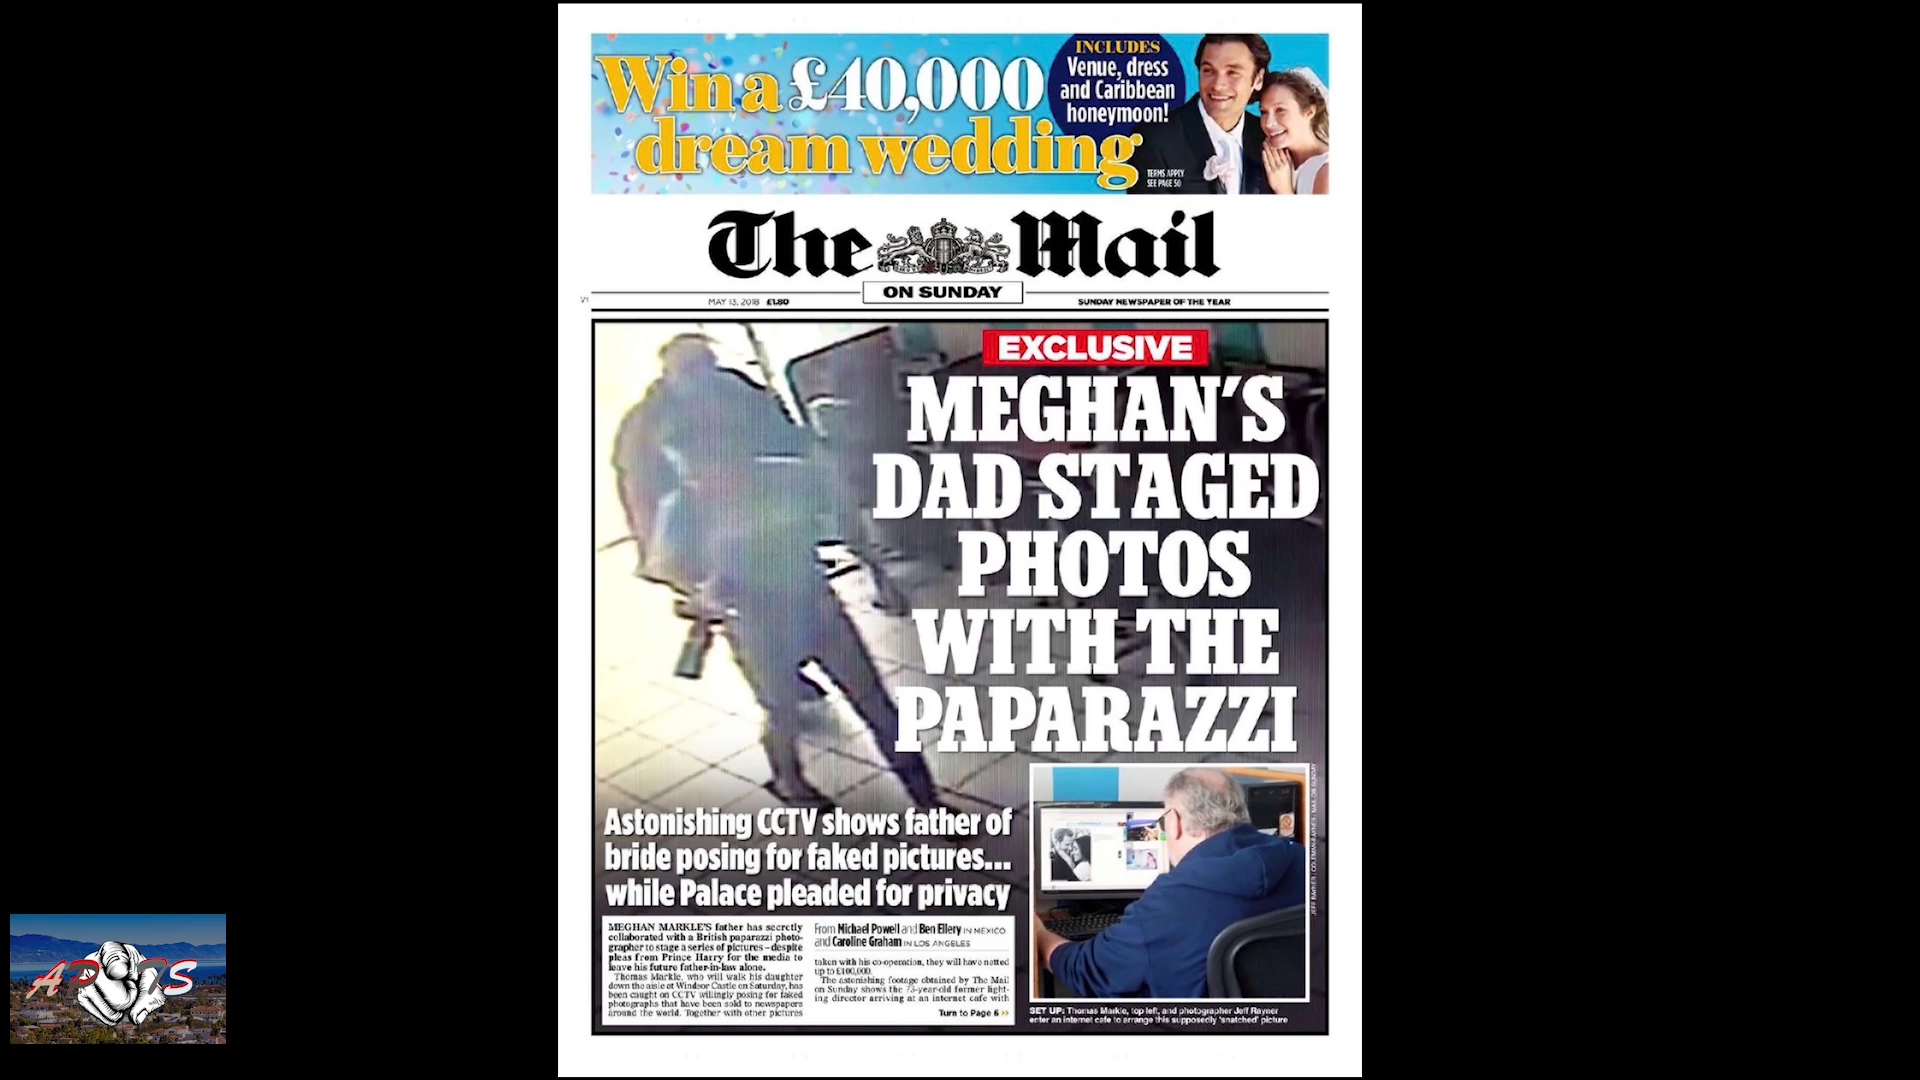 Win a £40,000
dream wedding
INCLUDES
Venue, dress
and Caribbean
honeymoon!
TERMS APPLY
SEE PAGE 50
The Mail
ON SUNDAY
V1
MAY 13, 2018 £1.80
SUNDAY NEWSPAPER OF THE YEAR
EXCLUSIVE
MEGHAN'S
DAD STAGED
PHOTOS
WITH THE
PAPARAZZI
Astonishing CCTV shows father of
bride posing for faked pictures...
while Palace pleaded for privacy
MEGHAN MARKLE'S father has secretly
collaborated with a British paparazzi photo-
grapher to stage a series of pictures – despite
pleas from Prince Harry for the media to
leave his future father-in-law alone.
Thomas Markle, who will walk his daughter
down the aisle at Windsor Castle on Saturday, has
been caught on CCTV willingly posing for faked
photographs that have been sold to newspapers
around the world. Together with other pictures
From Michael Powell and Ben Ellery IN MEXICO
and Caroline Graham IN LOS ANGELES
taken with his co-operation, they will have netted
up to £100,000.
The astonishing footage obtained by The Mail
on Sunday shows the 73-year-old former light-
ing director arriving at an internet cafe with
Turn to Page 6 »
SET UP: Thomas Markle, top left, and photographer Jeff Rayner
enter an internet cafe to arrange this supposedly 'snatched' picture